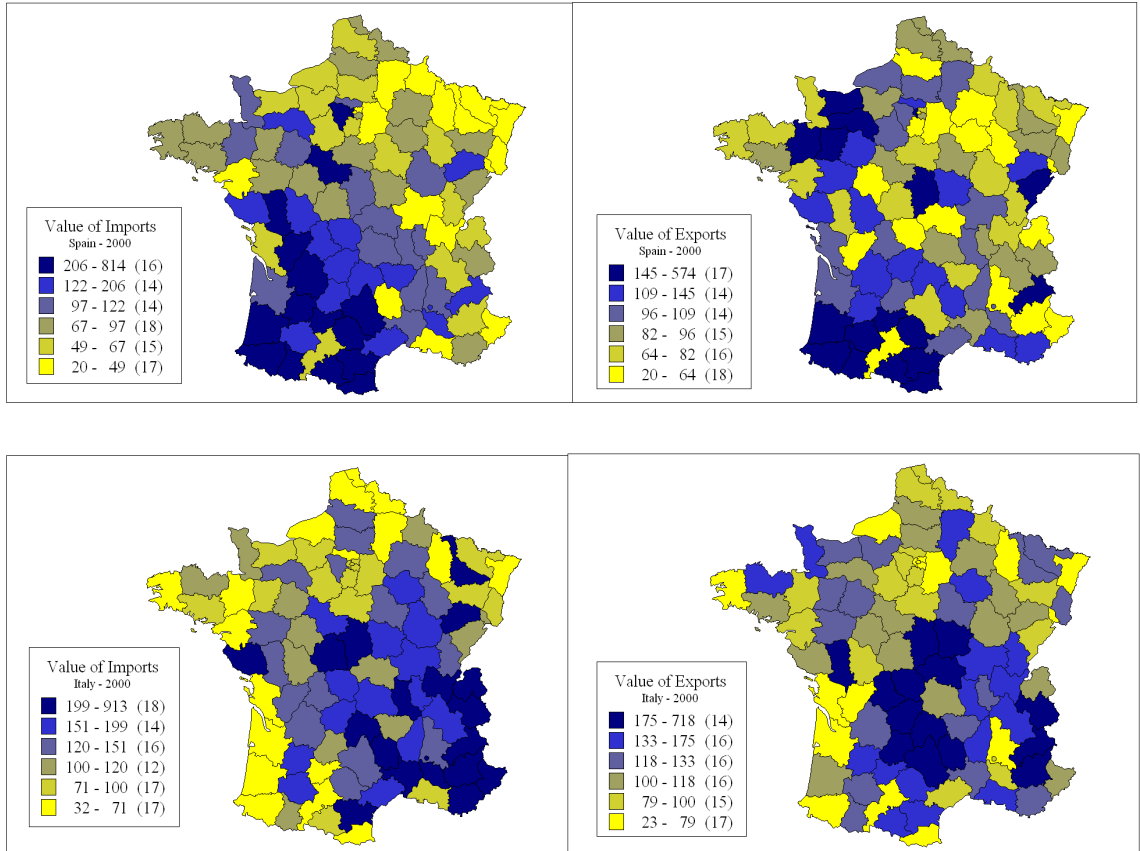 Value of Imports
Spain - 2000
206 - 814 (16)
122 - 206 (14)
97 - 122 (14)
67 - 97 (18)
49 - 67 (15)
20 - 49 (17)
Value of Exports
Spain - 2000
145 - 574 (17)
109 - 145 (14)
96 - 109 (14)
82 - 96 (15)
64 - 82 (16)
20 - 64 (18)
Value of Imports
Italy - 2000
199 - 913 (18)
151 - 199 (14)
120 - 151 (16)
100 - 120 (12)
71 - 100 (17)
32 - 71 (17)
Value of Exports
Italy - 2000
175 - 718 (14)
133 - 175 (16)
118 - 133 (16)
100 - 118 (16)
79 - 100 (15)
23 - 79 (17)